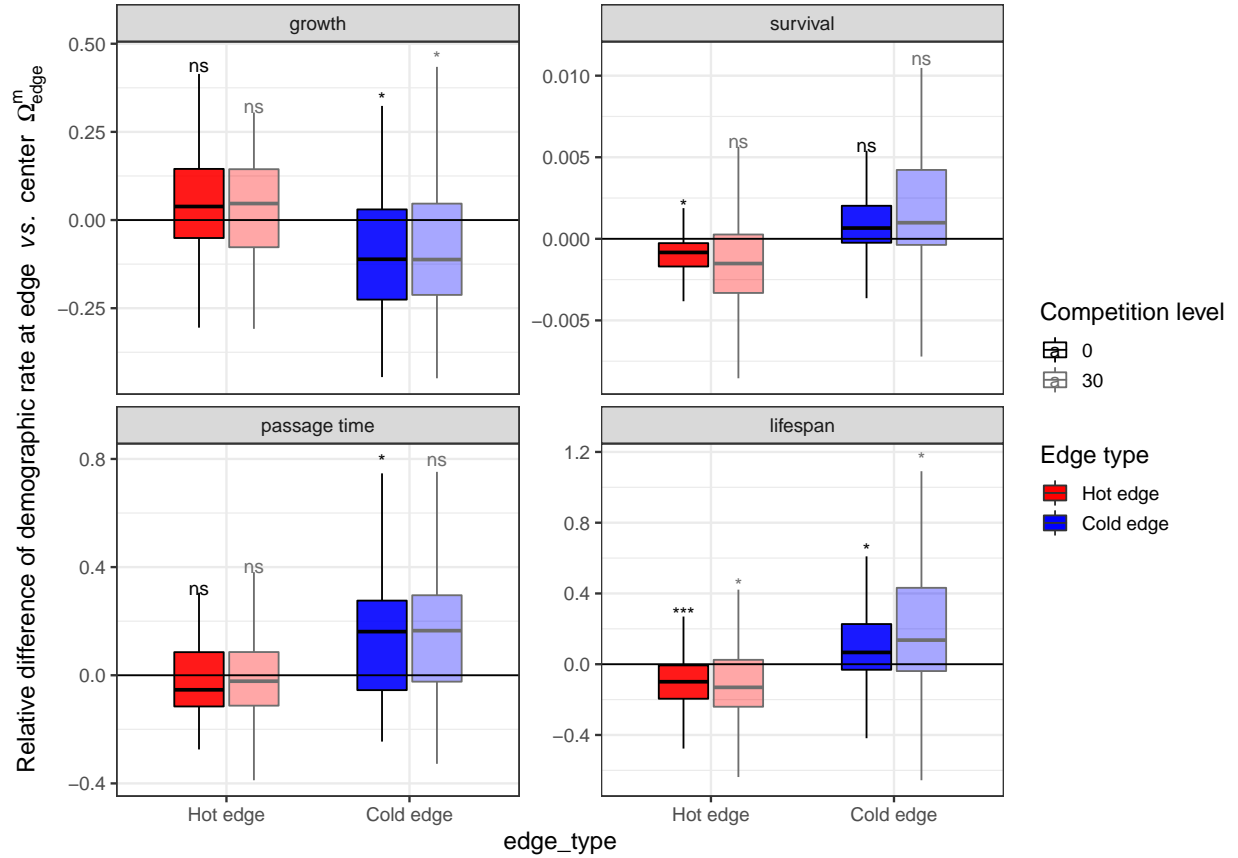 Relative difference of demographic rate at edge vs. center Ω^m_edge
growth
0.50
0.25
0.00
−0.25
ns
ns
*
*
survival
0.010
0.005
0.000
−0.005
*
ns
ns
ns
passage time
0.8
0.4
0.0
−0.4
ns
ns
*
ns
Hot edge
Cold edge
lifespan
1.2
0.8
0.4
0.0
−0.4
***
*
*
*
Hot edge
Cold edge
edge_type
Competition level
a 0
a 30
Edge type
Hot edge
Cold edge